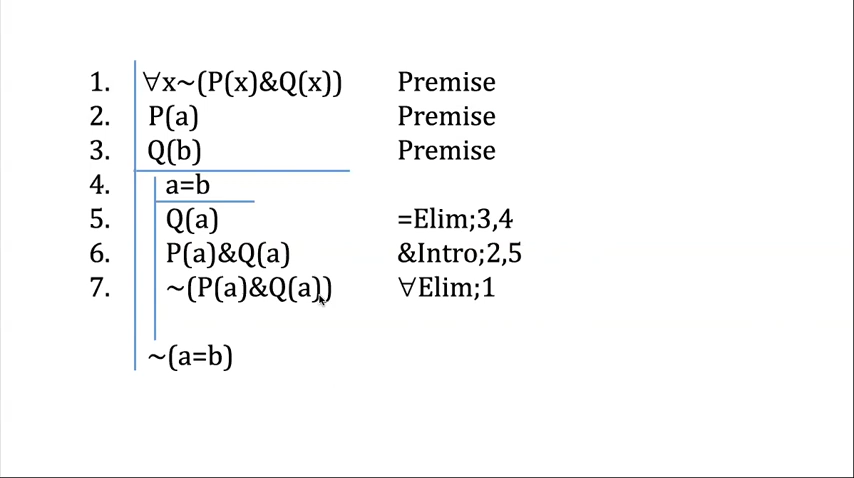 1. ∀x~(P(x)&Q(x)) Premise
2. P(a) Premise
3. Q(b) Premise
4. a=b
5. Q(a) =Elim;3,4
6. P(a)&Q(a) &Intro;2,5
7. ~(P(a)&Q(a)) ∀Elim;1
~(a=b)